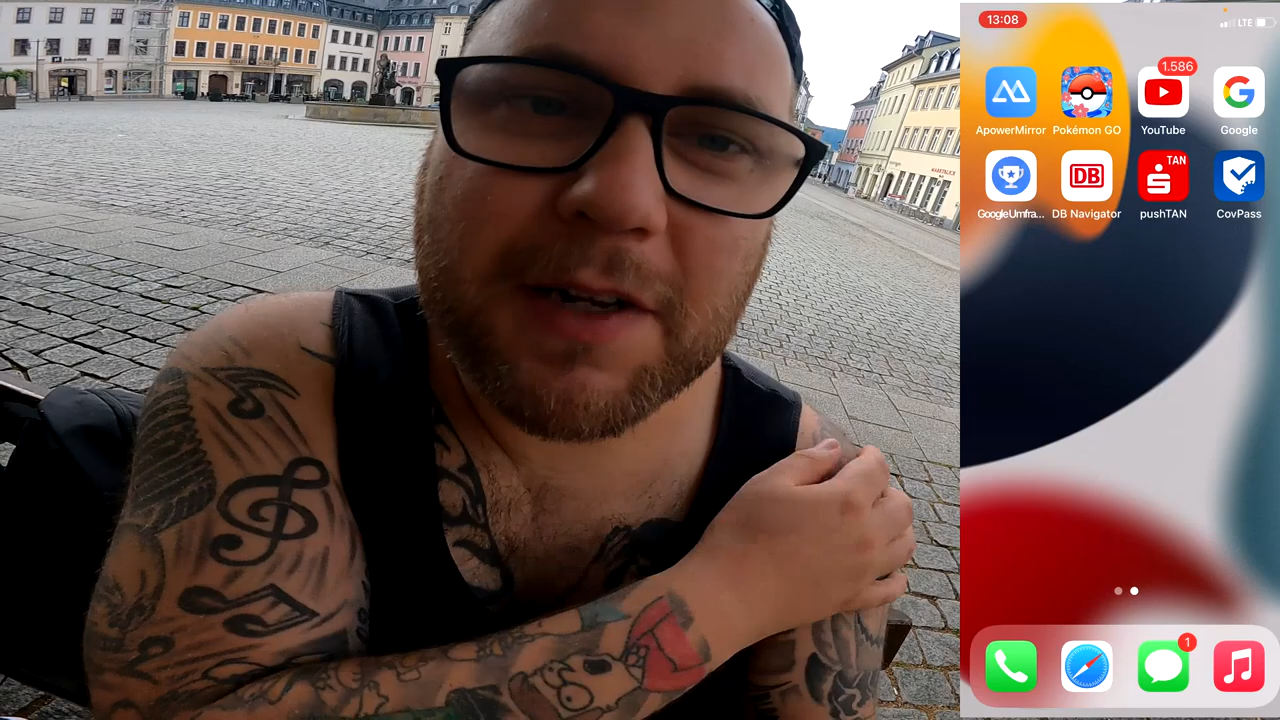 13:08
LTE
1.586
ApowerMirror
Pokémon GO
YouTube
Google
TAN
DB
GoogleUmfra...
DB Navigator
pushTAN
CovPass
1